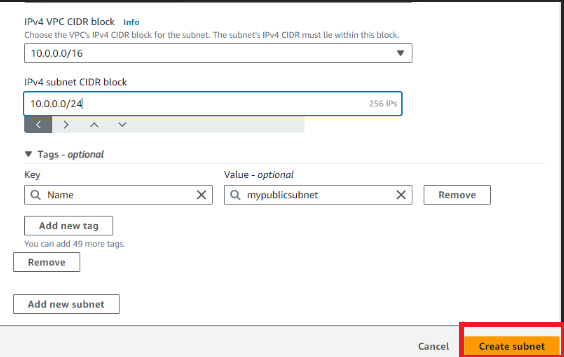 IPv4 VPC CIDR block Info
Choose the VPC's IPv4 CIDR block for the subnet. The subnet's IPv4 CIDR must lie within this block.
10.0.0.0/16
IPv4 subnet CIDR block
10.0.0.0/24 256 IPs
Tags - optional
Key Value - optional
Name mypublicsubnet Remove
Add new tag
You can add 49 more tags.
Remove
Add new subnet
Cancel Create subnet